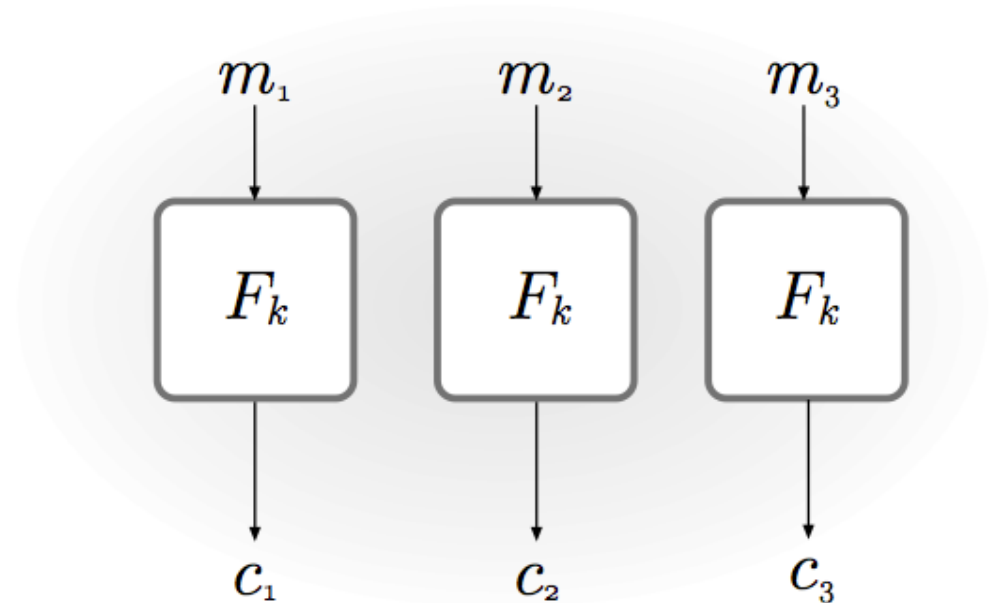 m₁ m₂ m₃
Fₖ Fₖ Fₖ
c₁ c₂ c₃